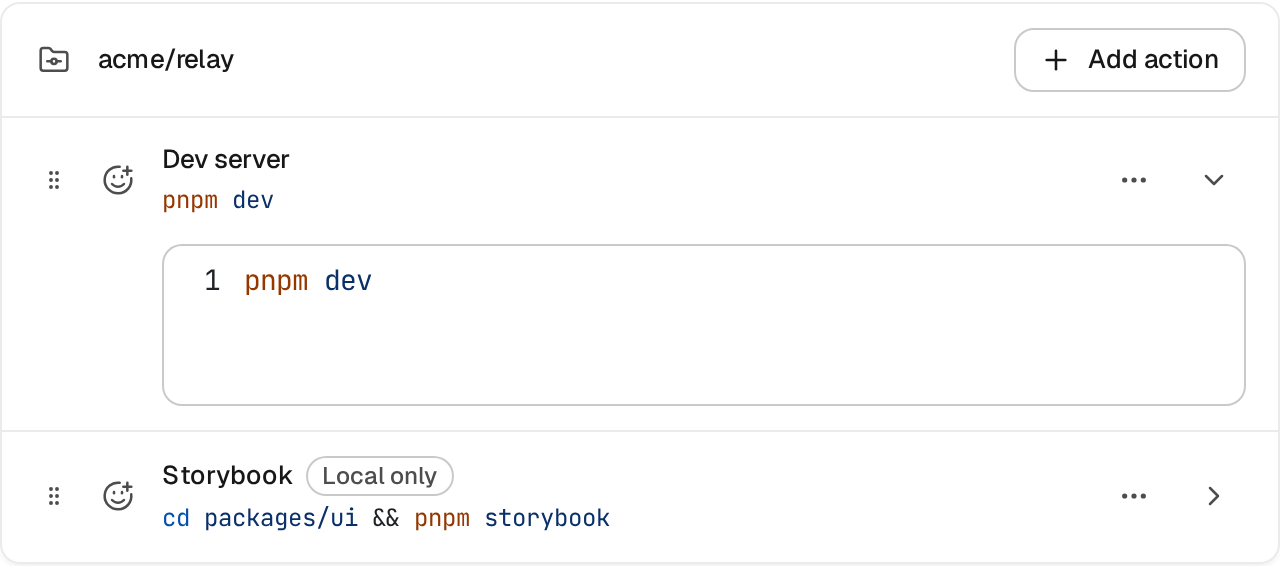 acme/relay
Add action
Dev server
pnpm dev
1 pnpm dev
Storybook Local only
cd packages/ui && pnpm storybook